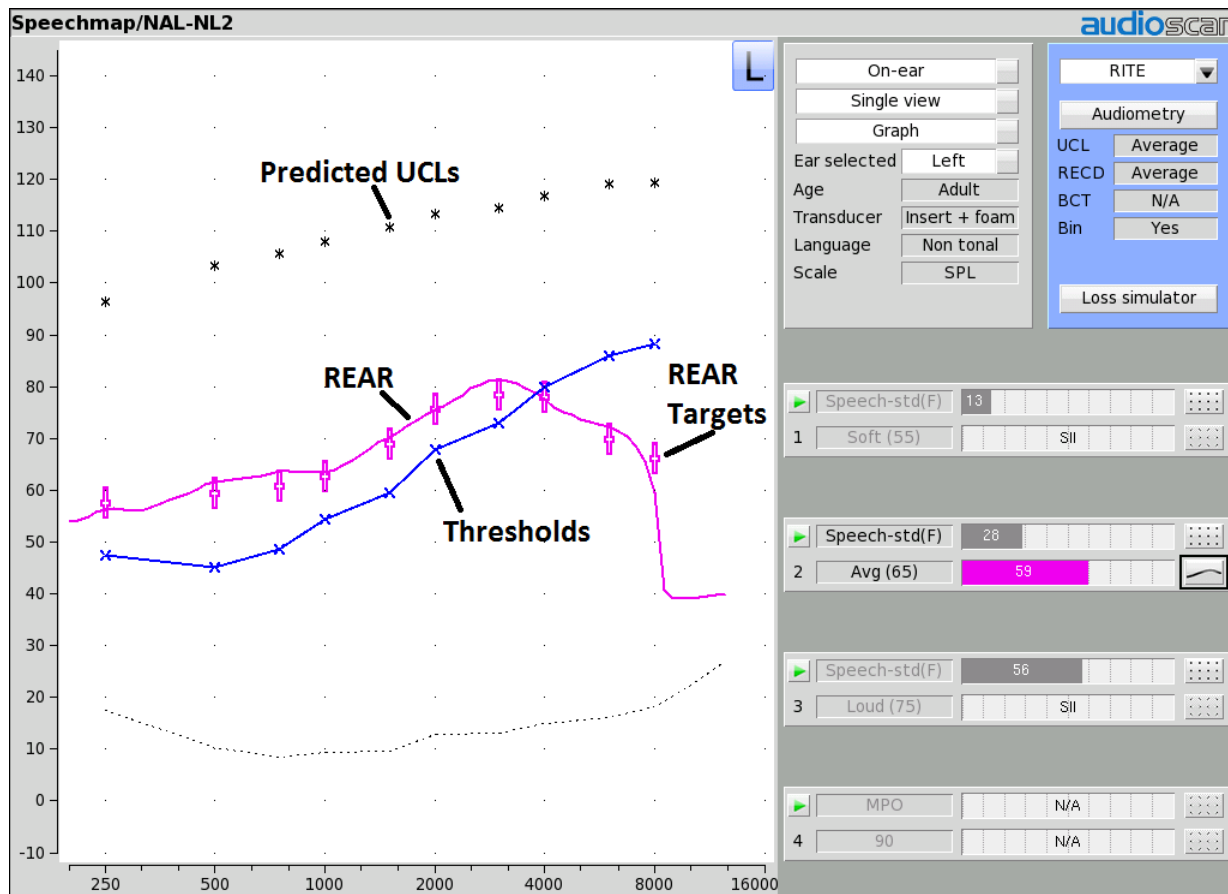 Speechmap/NAL-NL2
audioscan
L
140
130
120
110
100
90
80
70
60
50
40
30
20
10
0
-10
250
500
1000
2000
4000
8000
16000
Predicted UCLs
REAR
REAR
Targets
Thresholds
On-ear
Single view
Graph
Ear selected Left
Age Adult
Transducer Insert + foam
Language Non tonal
Scale SPL
RITE
Audiometry
UCL Average
RECD Average
BCT N/A
Bin Yes
Loss simulator
Speech-std(F) 13
1 Soft (55) SII
Speech-std(F) 28
2 Avg (65) 59
Speech-std(F) 56
3 Loud (75) SII
MPO N/A
4 90 N/A